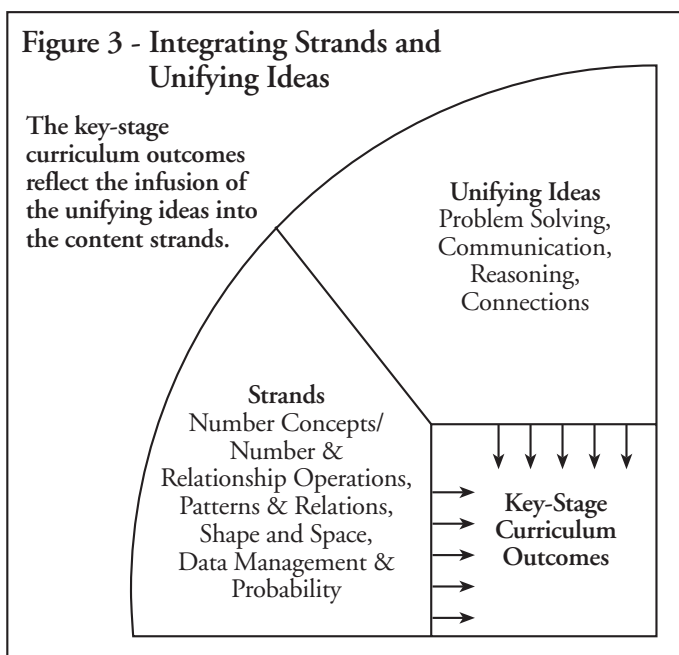 Figure 3 - Integrating Strands and
Unifying Ideas
The key-stage
curriculum outcomes
reflect the infusion of
the unifying ideas into
the content strands.
Unifying Ideas
Problem Solving,
Communication,
Reasoning,
Connections
Strands
Number Concepts/
Number &
Relationship Operations,
Patterns & Relations,
Shape and Space,
Data Management &
Probability
Key-Stage
Curriculum
Outcomes